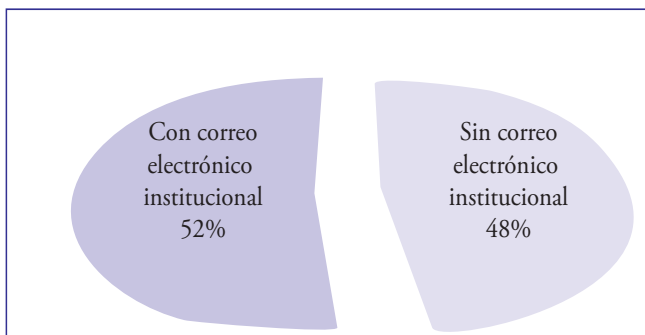 Con correo
electrónico
institucional
52%
Sin correo
electrónico
institucional
48%